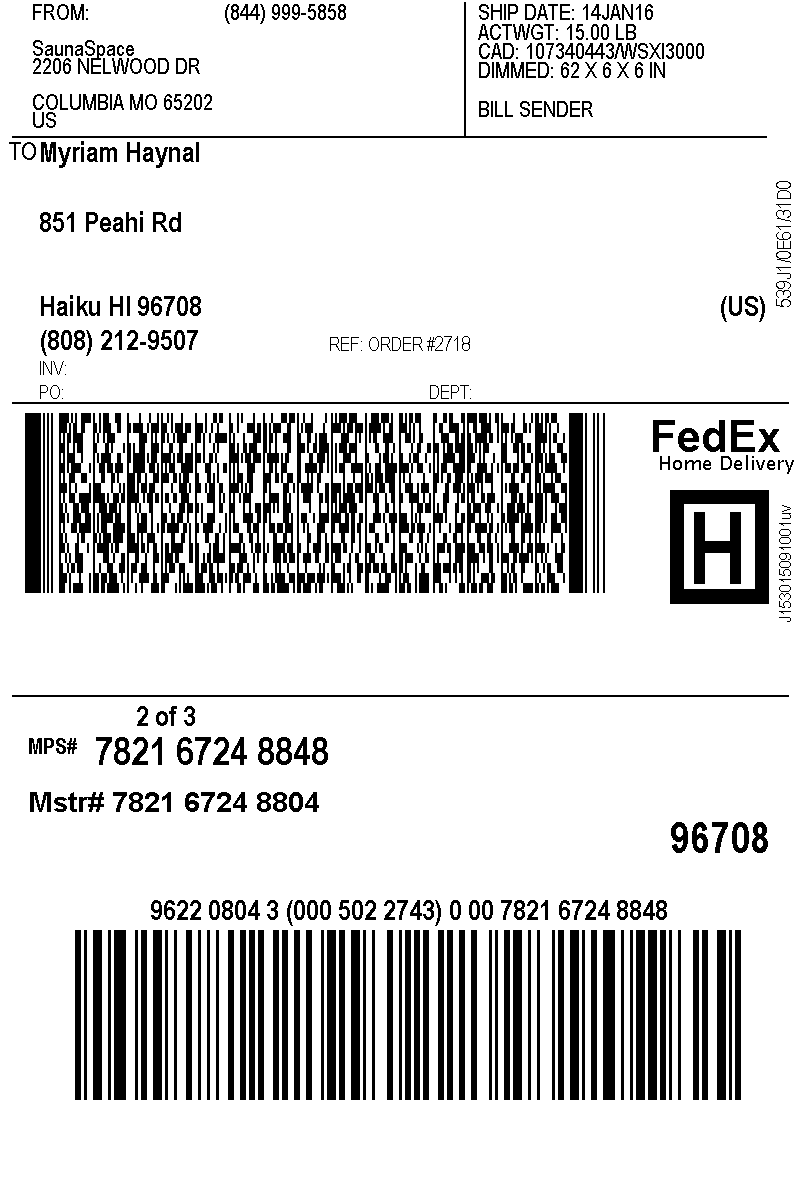 FROM: (844) 999-5858
SaunaSpace
2206 NELWOOD DR
COLUMBIA MO 65202
US
SHIP DATE: 14JAN16
ACTWGT: 15.00 LB
CAD: 107340443/WSXI3000
DIMMED: 62 X 6 X 6 IN
BILL SENDER
TO Myriam Haynal
851 Peahi Rd
Haiku HI 96708 (US)
(808) 212-9507 REF: ORDER #2718
INV:
PO: DEPT:
539J1/0E61/31D0
FedEx
Home Delivery
H
J153015091001uv
2 of 3
MPS# 7821 6724 8848
Mstr# 7821 6724 8804
96708
9622 0804 3 (000 502 2743) 0 00 7821 6724 8848